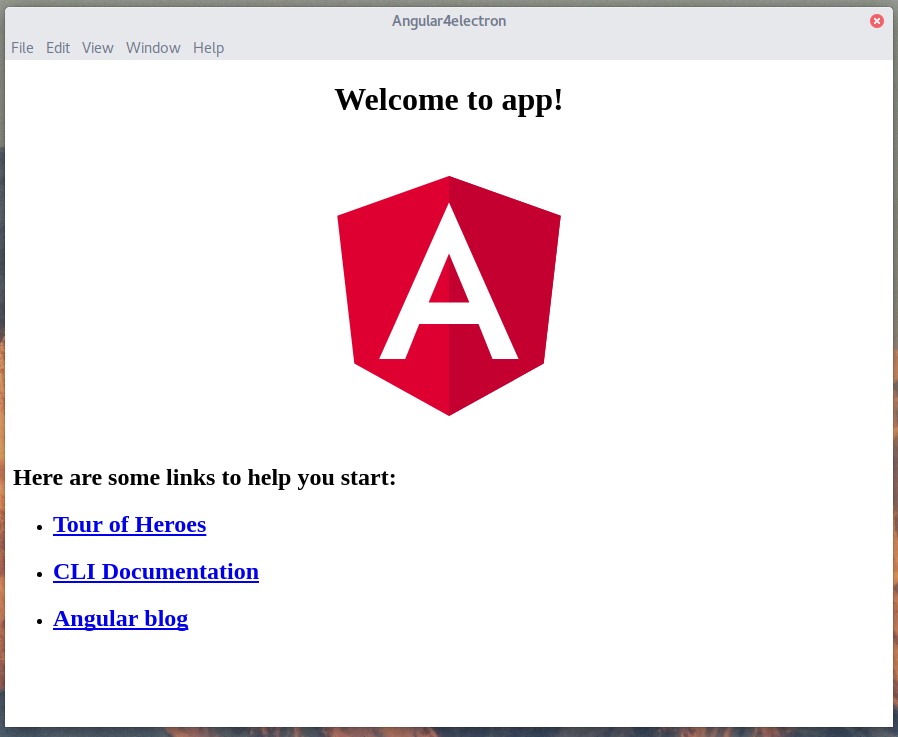 Angular4electron
File Edit View Window Help
Welcome to app!
A
Here are some links to help you start:
Tour of Heroes
CLI Documentation
Angular blog